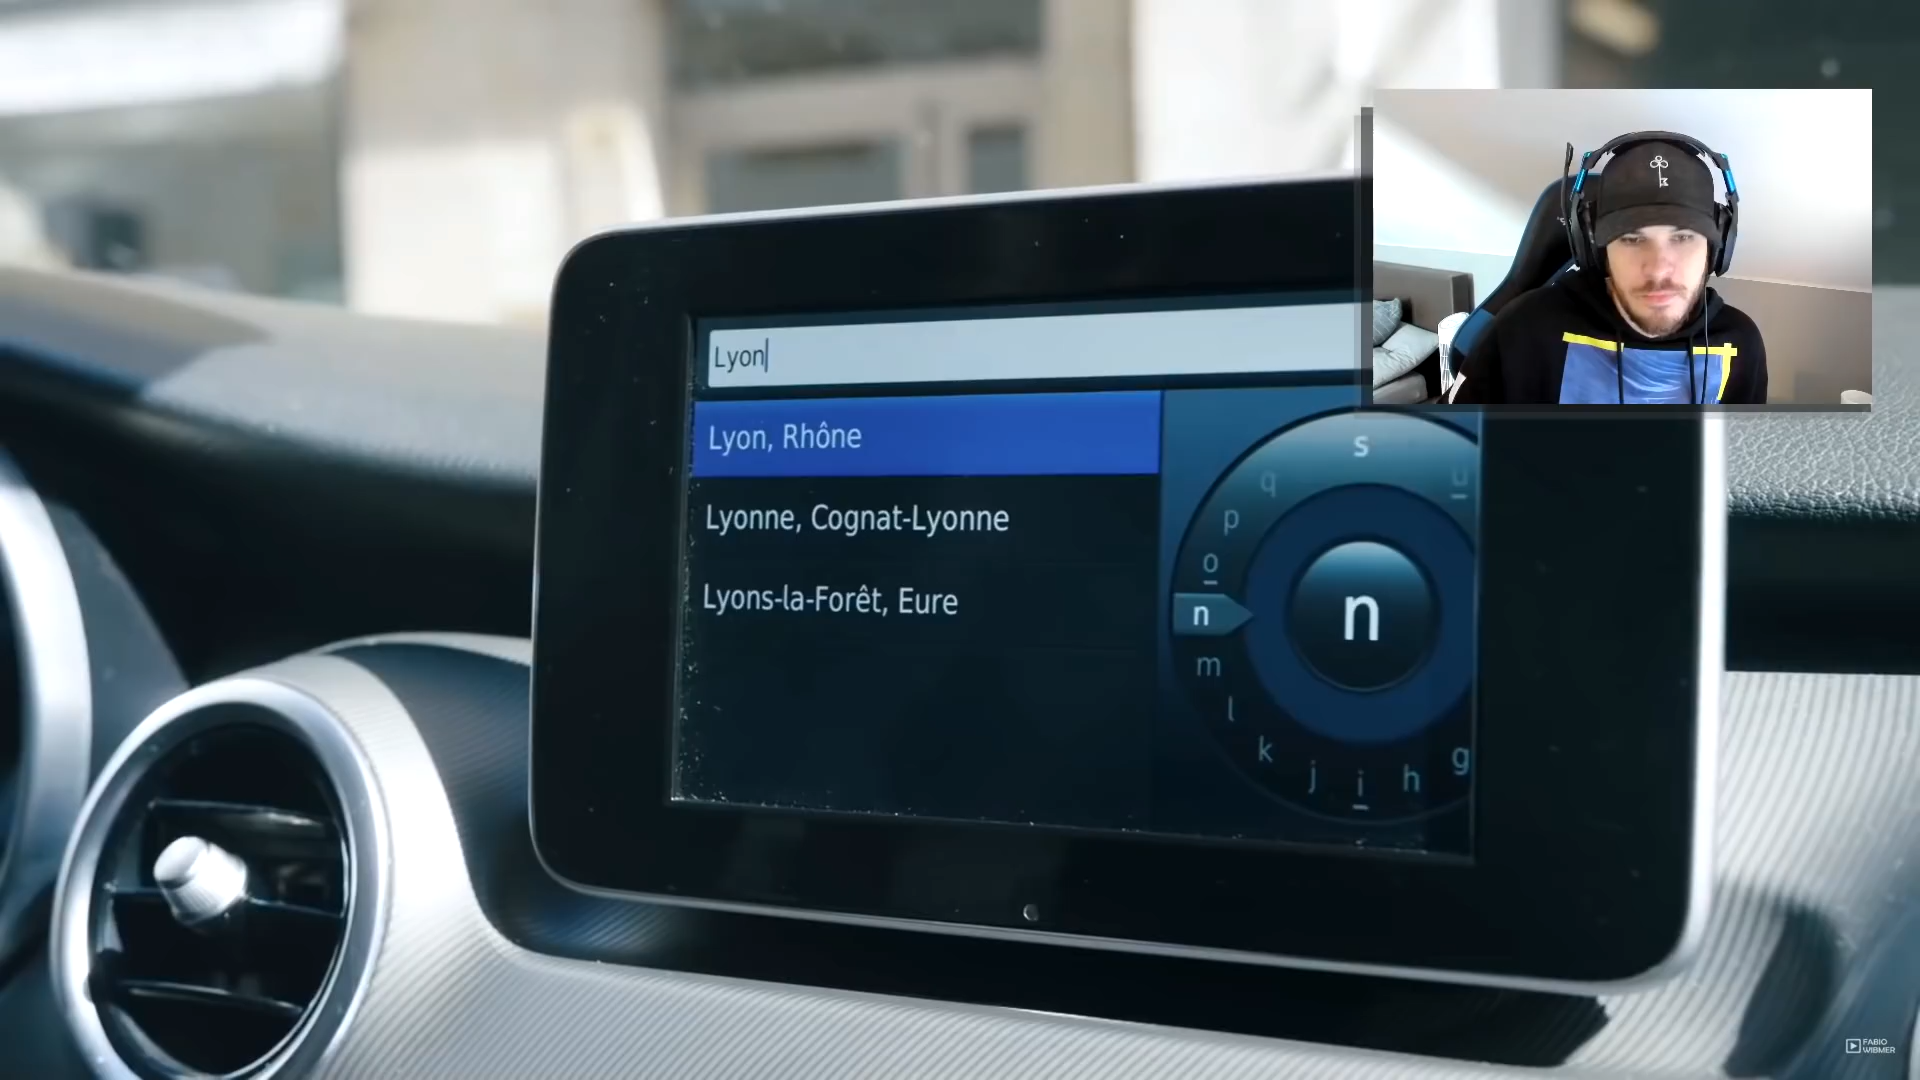 Lyon
Lyon, Rhône
Lyonne, Cognat-Lyonne
Lyons-la-Forêt, Eure
s
q
u
p
o
n
n
m
l
k
j
i
h
g
FABIO
WIBMER